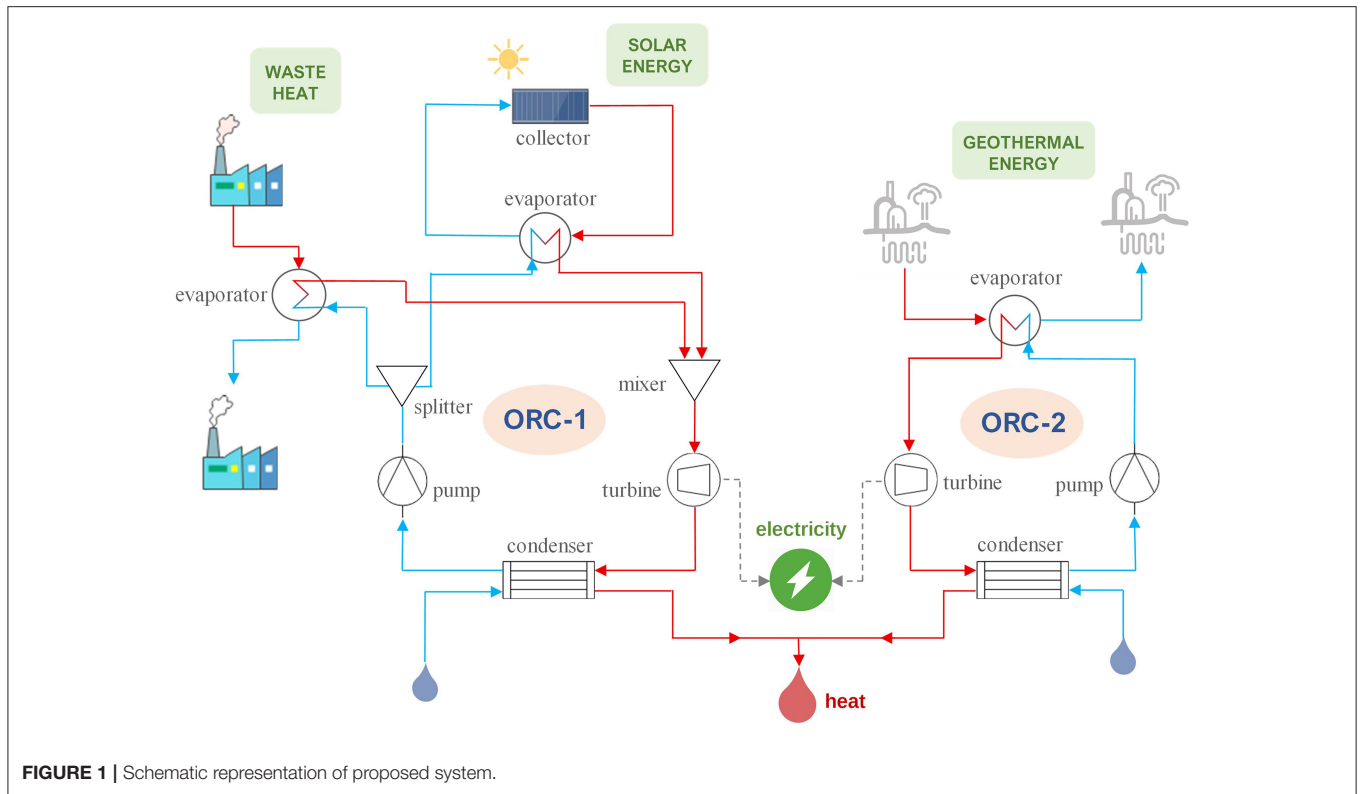 WASTE
HEAT
SOLAR
ENERGY
collector
GEOTHERMAL
ENERGY
evaporator
evaporator
evaporator
splitter
ORC-1
mixer
ORC-2
pump
turbine
turbine
pump
electricity
condenser
condenser
heat
FIGURE 1 | Schematic representation of proposed system.